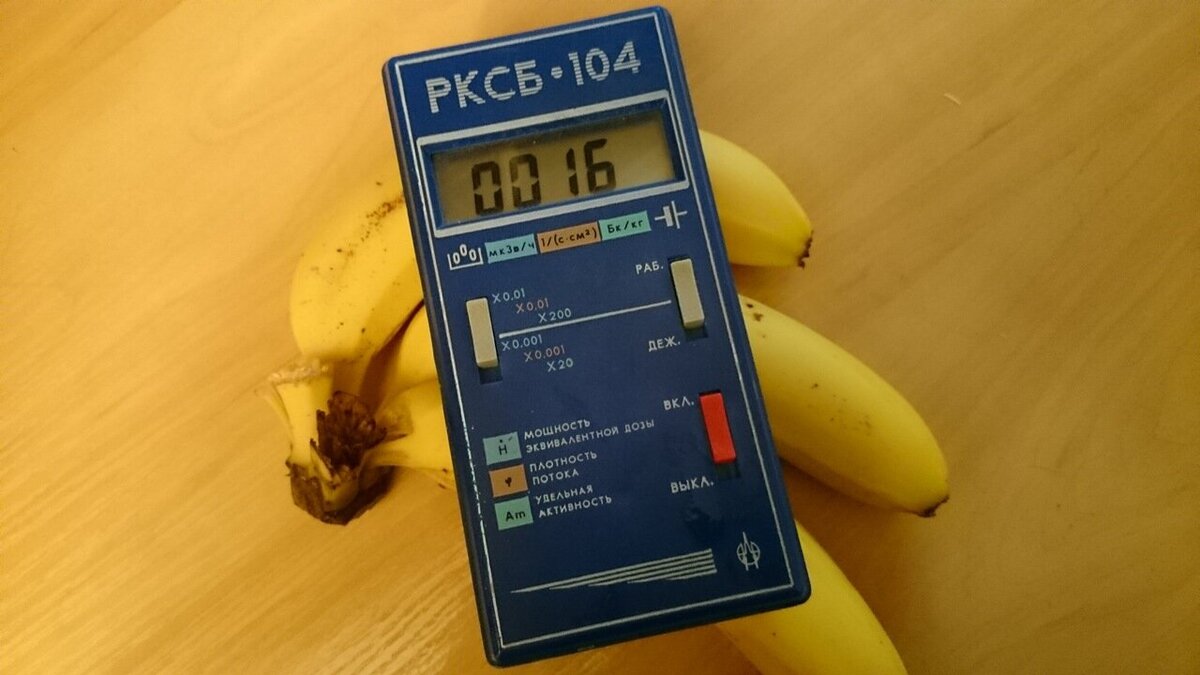 РКСБ•104
0016
мкЗв/ч 1/(с·см²) Бк/кг
РАБ.
X0.01
X0.01
X200
X0.001
X0.001
X20
ДЕЖ.
ВКЛ.
Ḣ МОЩНОСТЬ
ЭКВИВАЛЕНТНОЙ ДОЗЫ
φ ПЛОТНОСТЬ
ПОТОКА
Am УДЕЛЬНАЯ
АКТИВНОСТЬ
ВЫКЛ.